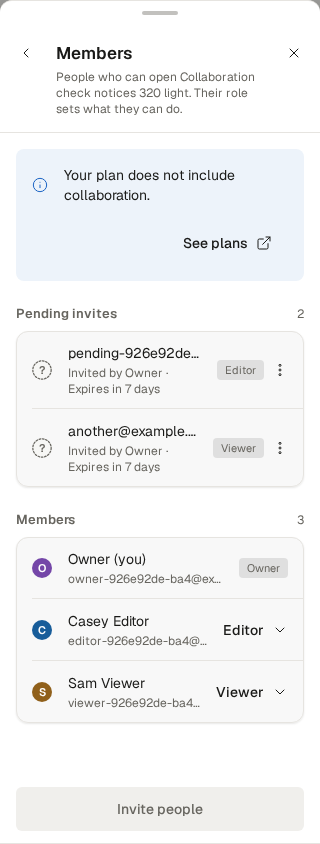 Members
People who can open Collaboration
check notices 320 light. Their role
sets what they can do.
Your plan does not include
collaboration.
See plans
Pending invites 2
pending-926e92de...
Invited by Owner ·
Expires in 7 days
Editor
another@example....
Invited by Owner ·
Expires in 7 days
Viewer
Members 3
O
Owner (you)
owner-926e92de-ba4@ex...
Owner
C
Casey Editor
editor-926e92de-ba4@...
Editor
S
Sam Viewer
viewer-926e92de-ba4...
Viewer
Invite people